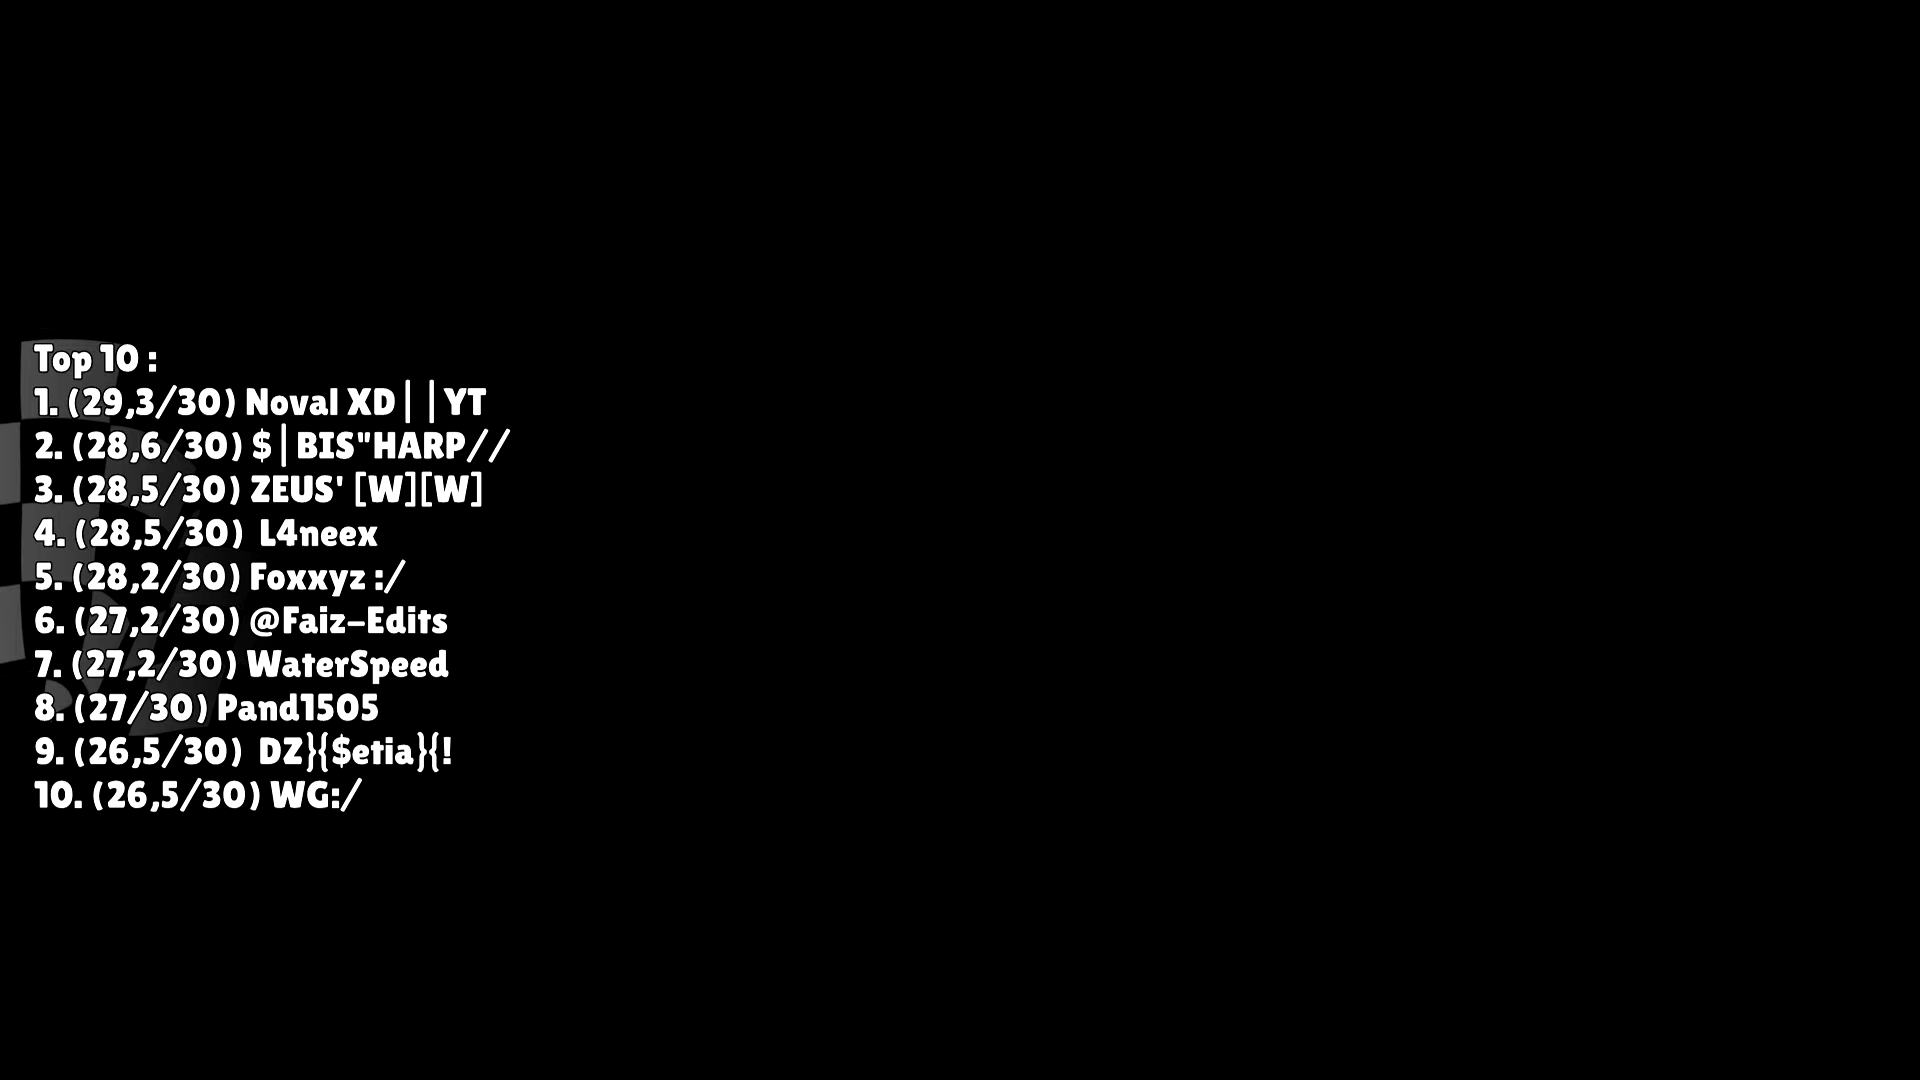 Top 10 :
1. (29,3/30) Noval XD││YT
2. (28,6/30) $│BIS"HARP//
3. (28,5/30) ZEUS' [W][W]
4. (28,5/30)  L4neex
5. (28,2/30) Foxxyz :/
6. (27,2/30) @Faiz-Edits
7. (27,2/30) WaterSpeed
8. (27/30) Pand1505
9. (26,5/30)  DZ}{$etia}{!
10. (26,5/30) WG:/